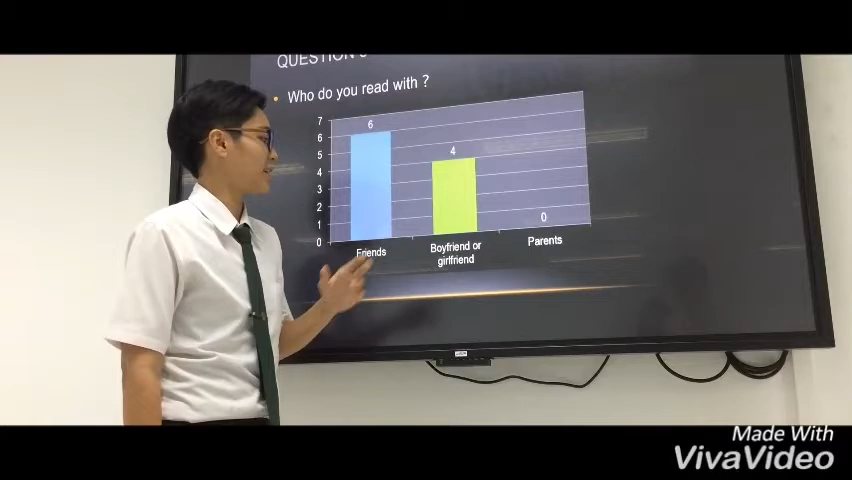 QUESTION
Who do you read with ?
7
6
5
4
3
2
1
0
6
4
0
Friends
Boyfriend or
girlfriend
Parents
Made With
VivaVideo